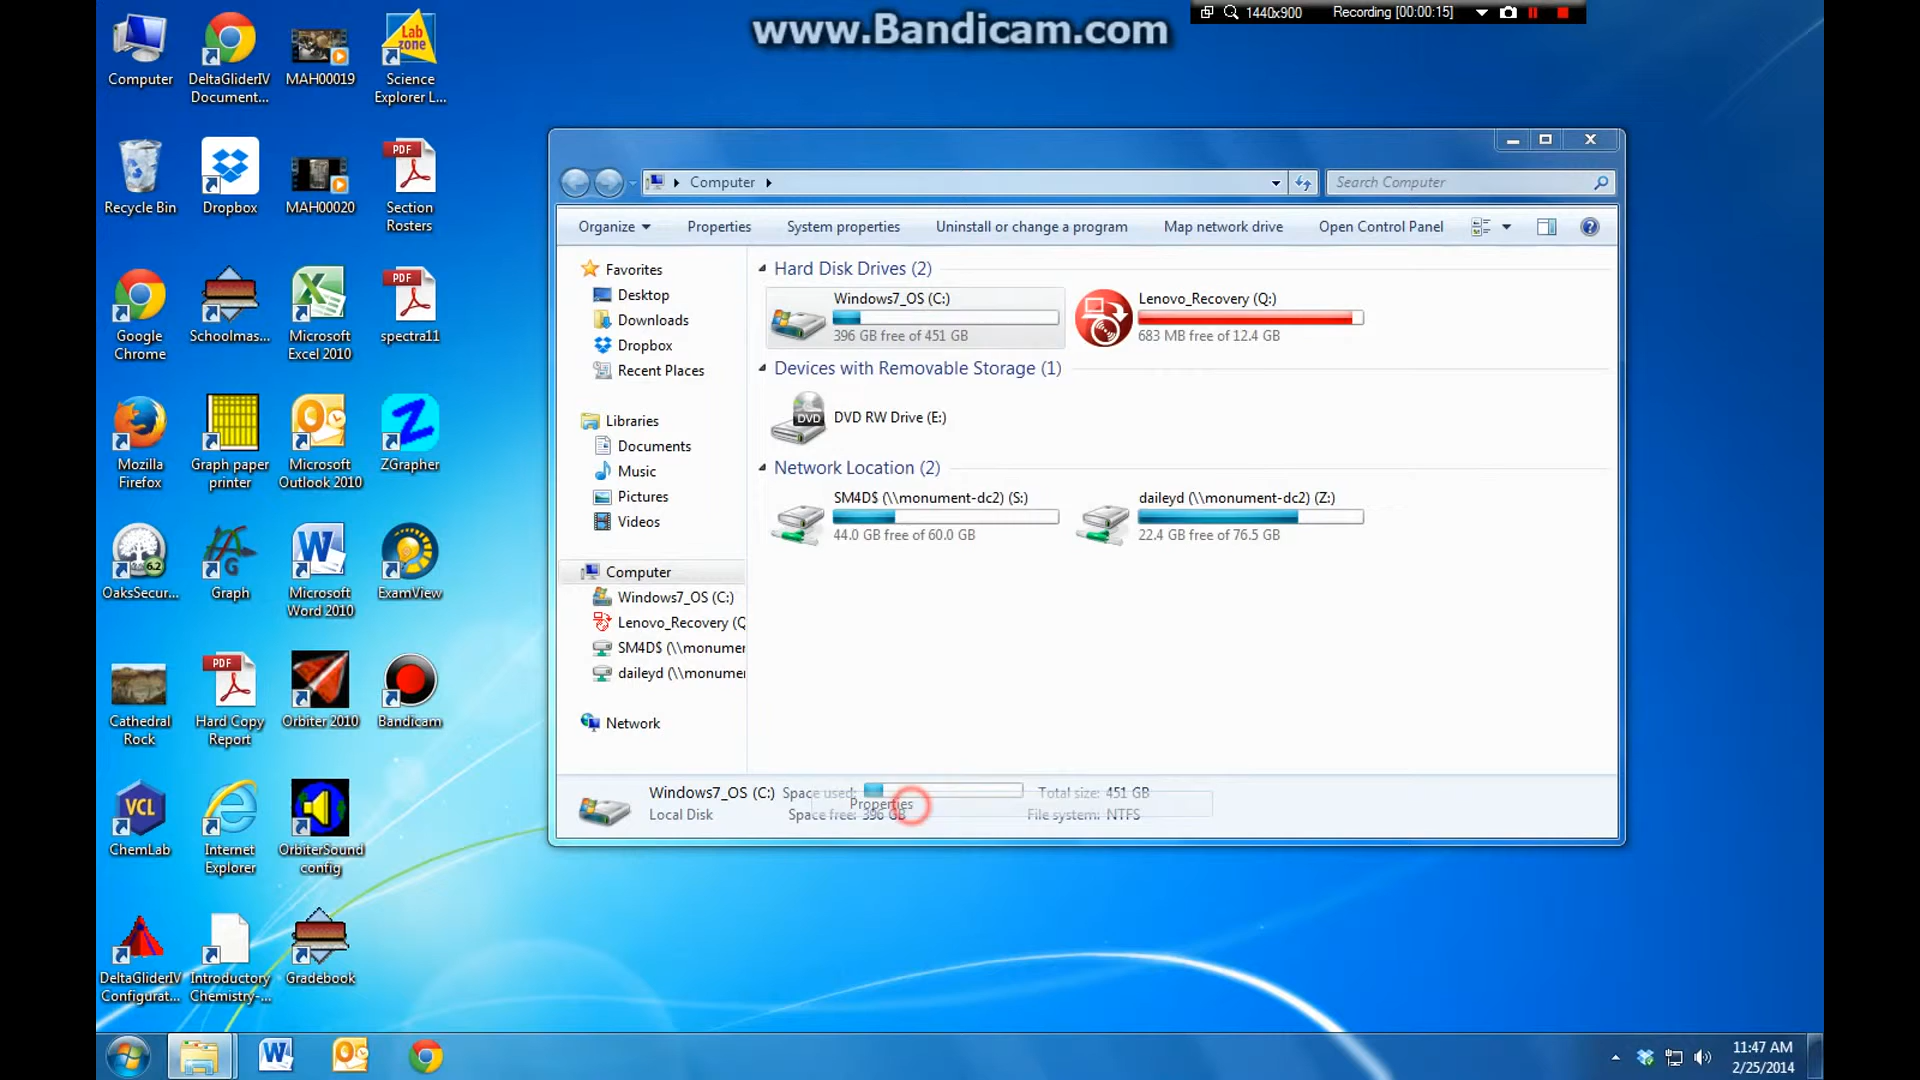 www.Bandicam.com
1440x900
Recording [00:00:15]
Computer
DeltaGliderIV
Document...
MAH00019
Science
Explorer L...
Recycle Bin
Dropbox
MAH00020
Section
Rosters
Google
Chrome
Schoolmas...
Microsoft
Excel 2010
spectra11
Mozilla
Firefox
Graph paper
printer
Microsoft
Outlook 2010
ZGrapher
OaksSecur...
Graph
Microsoft
Word 2010
ExamView
Cathedral
Rock
Hard Copy
Report
Orbiter 2010
Bandicam
ChemLab
Internet
Explorer
OrbiterSound
config
DeltaGliderIV
Configurat...
Introductory
Chemistry-...
Gradebook
Computer
Search Computer
Organize
Properties
System properties
Uninstall or change a program
Map network drive
Open Control Panel
Favorites
Desktop
Downloads
Dropbox
Recent Places
Libraries
Documents
Music
Pictures
Videos
Computer
Windows7_OS (C:)
Lenovo_Recovery (Q
SM4D$ (\\monumer
daileyd (\\monumer
Network
Hard Disk Drives (2)
Windows7_OS (C:)
396 GB free of 451 GB
Lenovo_Recovery (Q:)
683 MB free of 12.4 GB
Devices with Removable Storage (1)
DVD
DVD RW Drive (E:)
Network Location (2)
SM4D$ (\\monument-dc2) (S:)
44.0 GB free of 60.0 GB
daileyd (\\monument-dc2) (Z:)
22.4 GB free of 76.5 GB
Windows7_OS (C:) Space used: Total size: 451 GB
Properties
Local Disk Space free: 396 GB File system: NTFS
11:47 AM
2/25/2014
Lab
zone
PDF
PDF
PDF
6.2
VCL